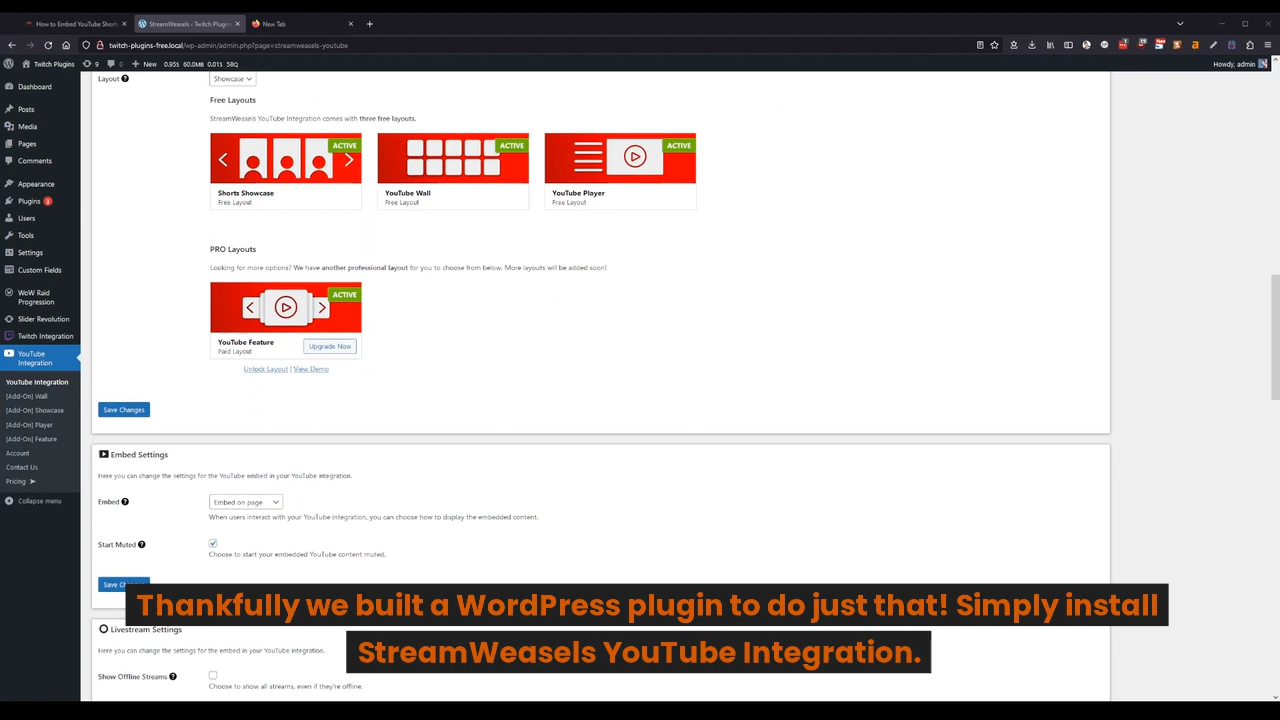 How to Embed YouTube Shorts
StreamWeasels ‹ Twitch Plugins
New Tab
twitch-plugins-free.local/wp-admin/admin.php?page=streamweasels-youtube
Twitch Plugins 9 0 New 0.95s 60.0MB 0.01s 58Q
Howdy, admin
Dashboard
Posts
Media
Pages
Comments
Appearance
Plugins 3
Users
Tools
Settings
Custom Fields
WoW Raid
Progression
Slider Revolution
Twitch Integration
YouTube
Integration
YouTube Integration
[Add-On] Wall
[Add-On] Showcase
[Add-On] Player
[Add-On] Feature
Account
Contact Us
Pricing ➤
Collapse menu
Layout
Showcase
Free Layouts
StreamWeasels YouTube Integration comes with three free layouts.
ACTIVE
ACTIVE
ACTIVE
Shorts Showcase
Free Layout
YouTube Wall
Free Layout
YouTube Player
Free Layout
PRO Layouts
Looking for more options? We have another professional layout for you to choose from below. More layouts will be added soon!
ACTIVE
YouTube Feature
Paid Layout
Upgrade Now
Unlock Layout | View Demo
Save Changes
Embed Settings
Here you can change the settings for the YouTube embed in your YouTube integration.
Embed
Embed on page
When users interact with your YouTube integration, you can choose how to display the embedded content.
Start Muted
Choose to start your embedded YouTube content muted.
Save
Thankfully we built a WordPress plugin to do just that! Simply install
StreamWeasels YouTube Integration.
Livestream Settings
Here you can change the settings for the embed in your YouTube integration.
Show Offline Streams
Choose to show all streams, even if they're offline.